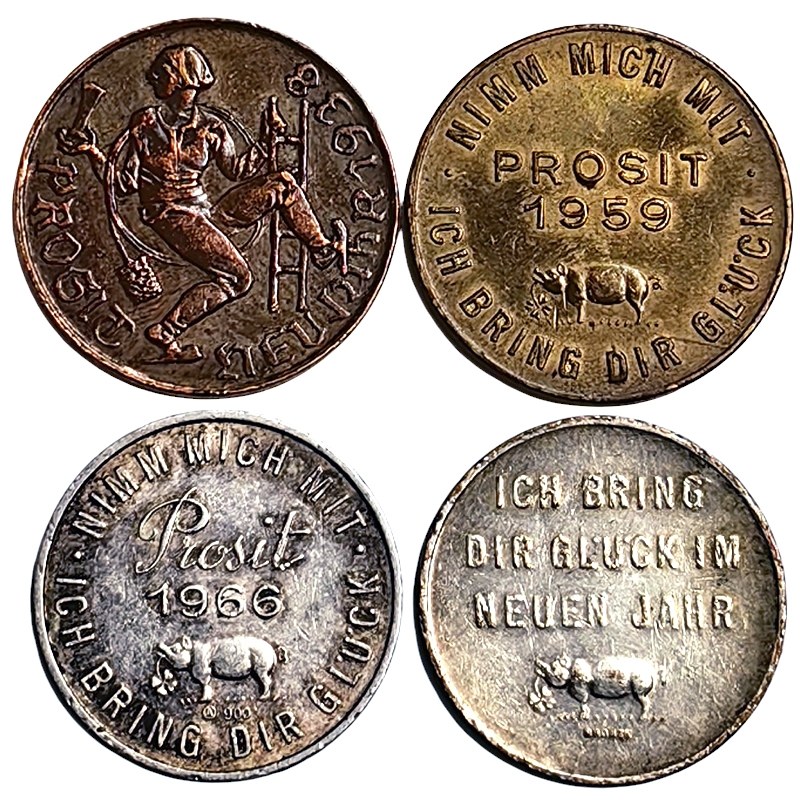 PROSIT
NEUJAHR 1938
· NIMM MICH MIT ·
PROSIT
1959
ICH BRING DIR GLÜCK
· NIMM MICH MIT ·
Prosit
1966
900
ICH BRING DIR GLÜCK
ICH BRING
DIR GLÜCK IM
NEUEN JAHR